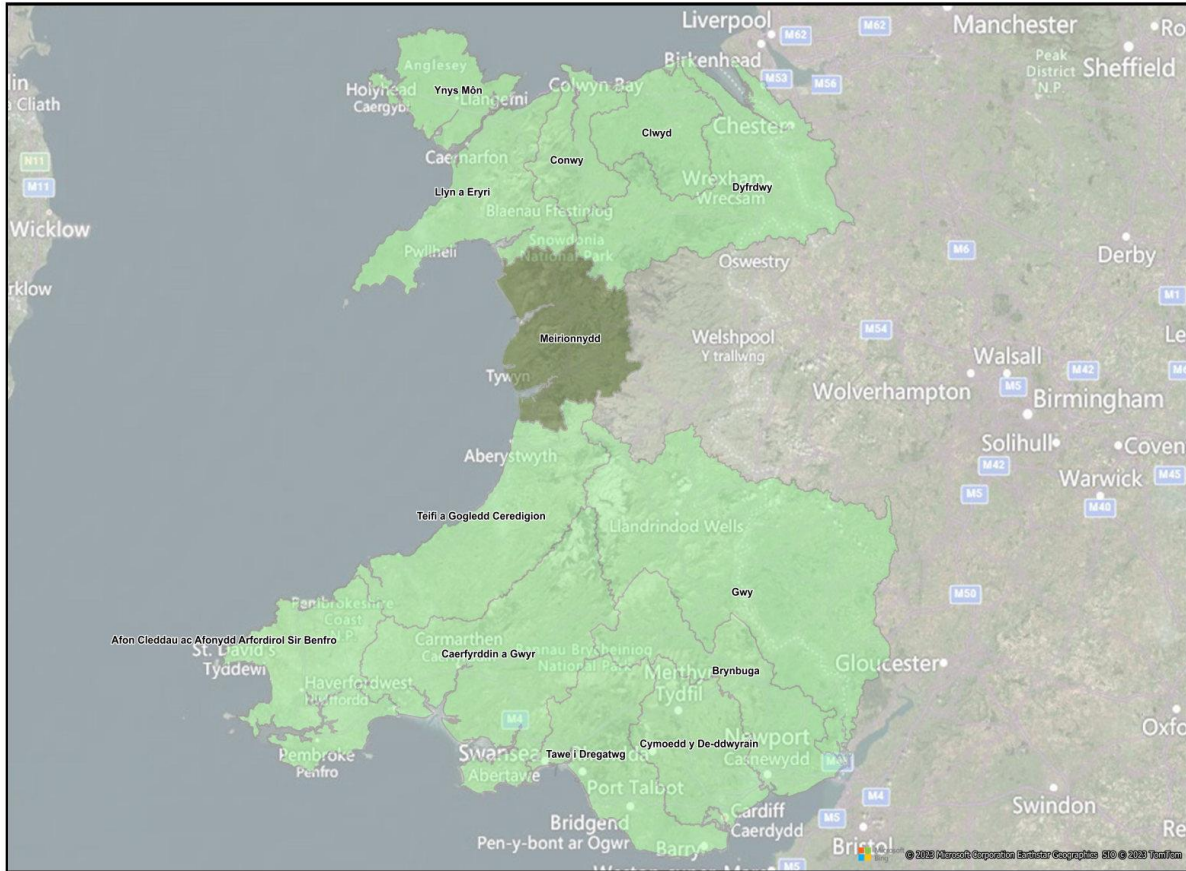 Liverpool
M62
M62
Manchester
Ro
Birkenhead
M53
M56
Peak
District
N.P.
Sheffield
lin
a Cliath
Anglesey
Holyhead
Caergybi
Ynys Môn
Llangefni
Colwyn Bay
Chester
Clwyd
N11
M11
Caernarfon
Conwy
Llyn a Eryri
Wrexham
Wrecsam
Dyfrdwy
Blaenau Ffestiniog
Wicklow
Pwllheli
Snowdonia
National Park
M6
Derby
Oswestry
rklow
M1
Meirionnydd
Welshpool
Y trallwng
M54
Le
Tywyn
Walsall
M42
M6
Wolverhampton
M5
Birmingham
Aberystwyth
Solihull
Coven
M42
M45
Warwick
M5
M40
Teifi a Gogledd Ceredigion
Llandrindod Wells
Gwy
M50
Pembrokeshire
Coast
N.P.
Afon Cleddau ac Afonydd Arfordirol Sir Benfro
St. David's
Tyddewi
Carmarthen
Caerfyrddin a Gwyr
nau Brycheiniog
National Park
Gloucester
Brynbuga
Merthyr
Tydfil
Haverfordwest
Oxfo
M4
Newport
Casnewydd
Cymoedd y De-ddwyrain
Swansea
Abertawe
Tawe i Dregatwg
Pembroke
Penfro
Port Talbot
M4
Swindon
Bridgend
Pen-y-bont ar Ogwr
Cardiff
Caerdydd
M5
Barry
Bristol
Re
Microsoft
Bing
© 2023 Microsoft Corporation Earthstar Geographics SIO © 2023 TomTom
M5